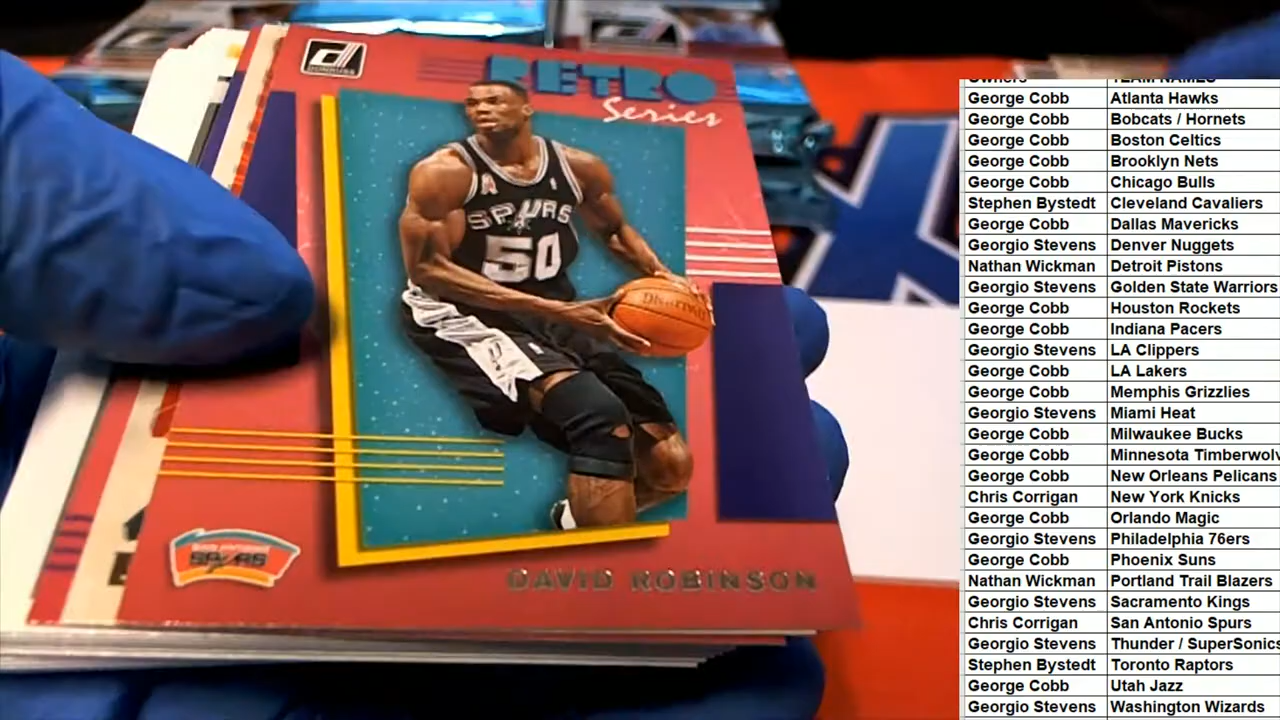 DONRUSS
RETRO
Series
SPURS
50
SPURS
DAVID ROBINSON
Owners TEAM NAMES
George Cobb Atlanta Hawks
George Cobb Bobcats / Hornets
George Cobb Boston Celtics
George Cobb Brooklyn Nets
George Cobb Chicago Bulls
Stephen Bystedt Cleveland Cavaliers
George Cobb Dallas Mavericks
Georgio Stevens Denver Nuggets
Nathan Wickman Detroit Pistons
Georgio Stevens Golden State Warriors
George Cobb Houston Rockets
George Cobb Indiana Pacers
Georgio Stevens LA Clippers
George Cobb LA Lakers
George Cobb Memphis Grizzlies
Georgio Stevens Miami Heat
George Cobb Milwaukee Bucks
George Cobb Minnesota Timberwolv
George Cobb New Orleans Pelicans
Chris Corrigan New York Knicks
George Cobb Orlando Magic
Georgio Stevens Philadelphia 76ers
George Cobb Phoenix Suns
Nathan Wickman Portland Trail Blazers
Georgio Stevens Sacramento Kings
Chris Corrigan San Antonio Spurs
Georgio Stevens Thunder / SuperSonics
Stephen Bystedt Toronto Raptors
George Cobb Utah Jazz
Georgio Stevens Washington Wizards